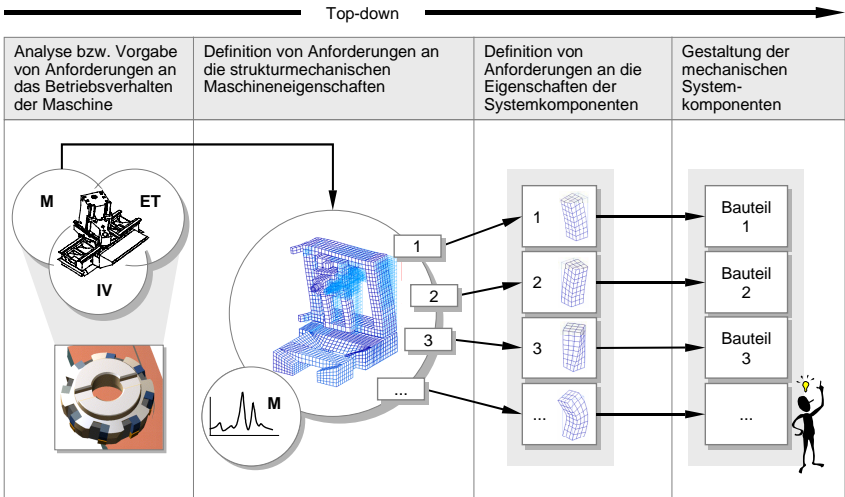 Top-down
Analyse bzw. Vorgabe
von Anforderungen an
das Betriebsverhalten
der Maschine
Definition von Anforderungen an
die strukturmechanischen
Maschineneigenschaften
Definition von
Anforderungen an die
Eigenschaften der
Systemkomponenten
Gestaltung der
mechanischen
System-
komponenten
M
ET
IV
1
2
3
...
M
1
2
3
...
Bauteil
1
Bauteil
2
Bauteil
3
...